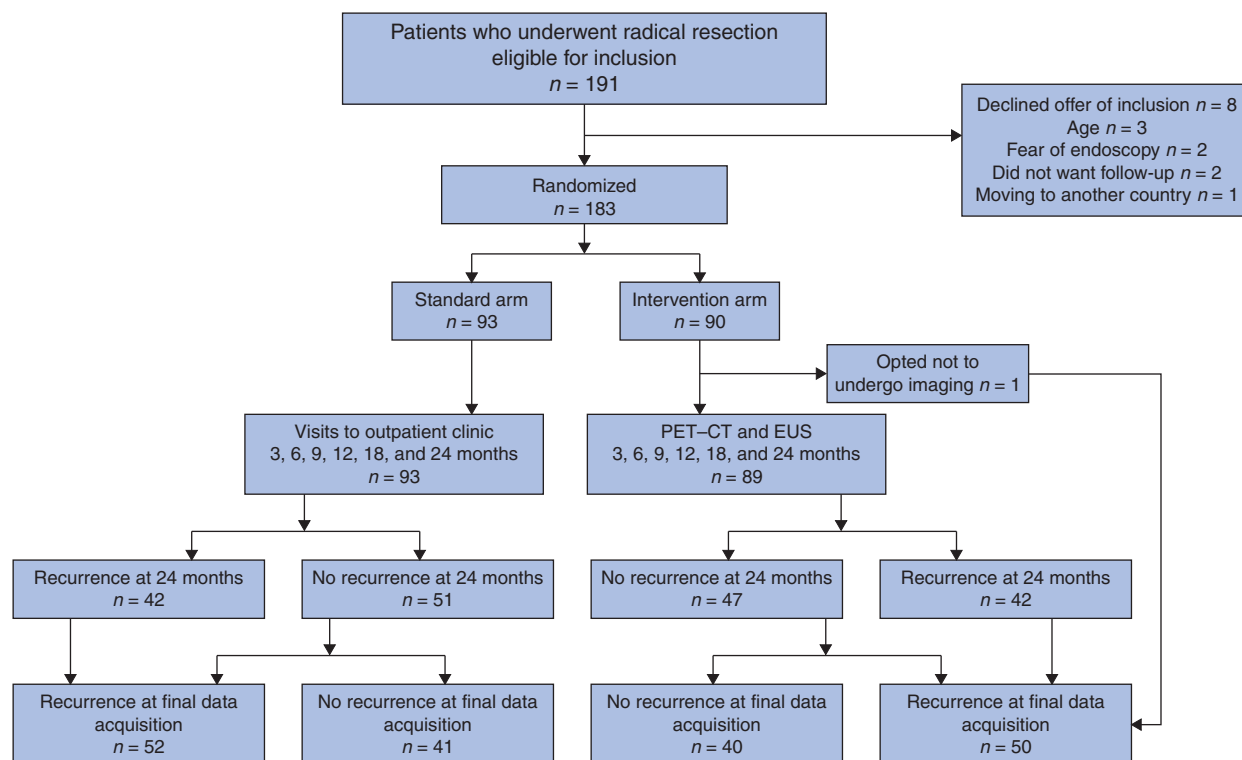 Patients who underwent radical resection
eligible for inclusion
n = 191
Declined offer of inclusion n = 8
Age n = 3
Fear of endoscopy n = 2
Did not want follow-up n = 2
Moving to another country n = 1
Randomized
n = 183
Standard arm
n = 93
Intervention arm
n = 90
Opted not to
undergo imaging n = 1
Visits to outpatient clinic
3, 6, 9, 12, 18, and 24 months
n = 93
PET–CT and EUS
3, 6, 9, 12, 18, and 24 months
n = 89
Recurrence at 24 months
n = 42
No recurrence at 24 months
n = 51
No recurrence at 24 months
n = 47
Recurrence at 24 months
n = 42
Recurrence at final data
acquisition
n = 52
No recurrence at final data
acquisition
n = 41
No recurrence at final data
acquisition
n = 40
Recurrence at final data
acquisition
n = 50